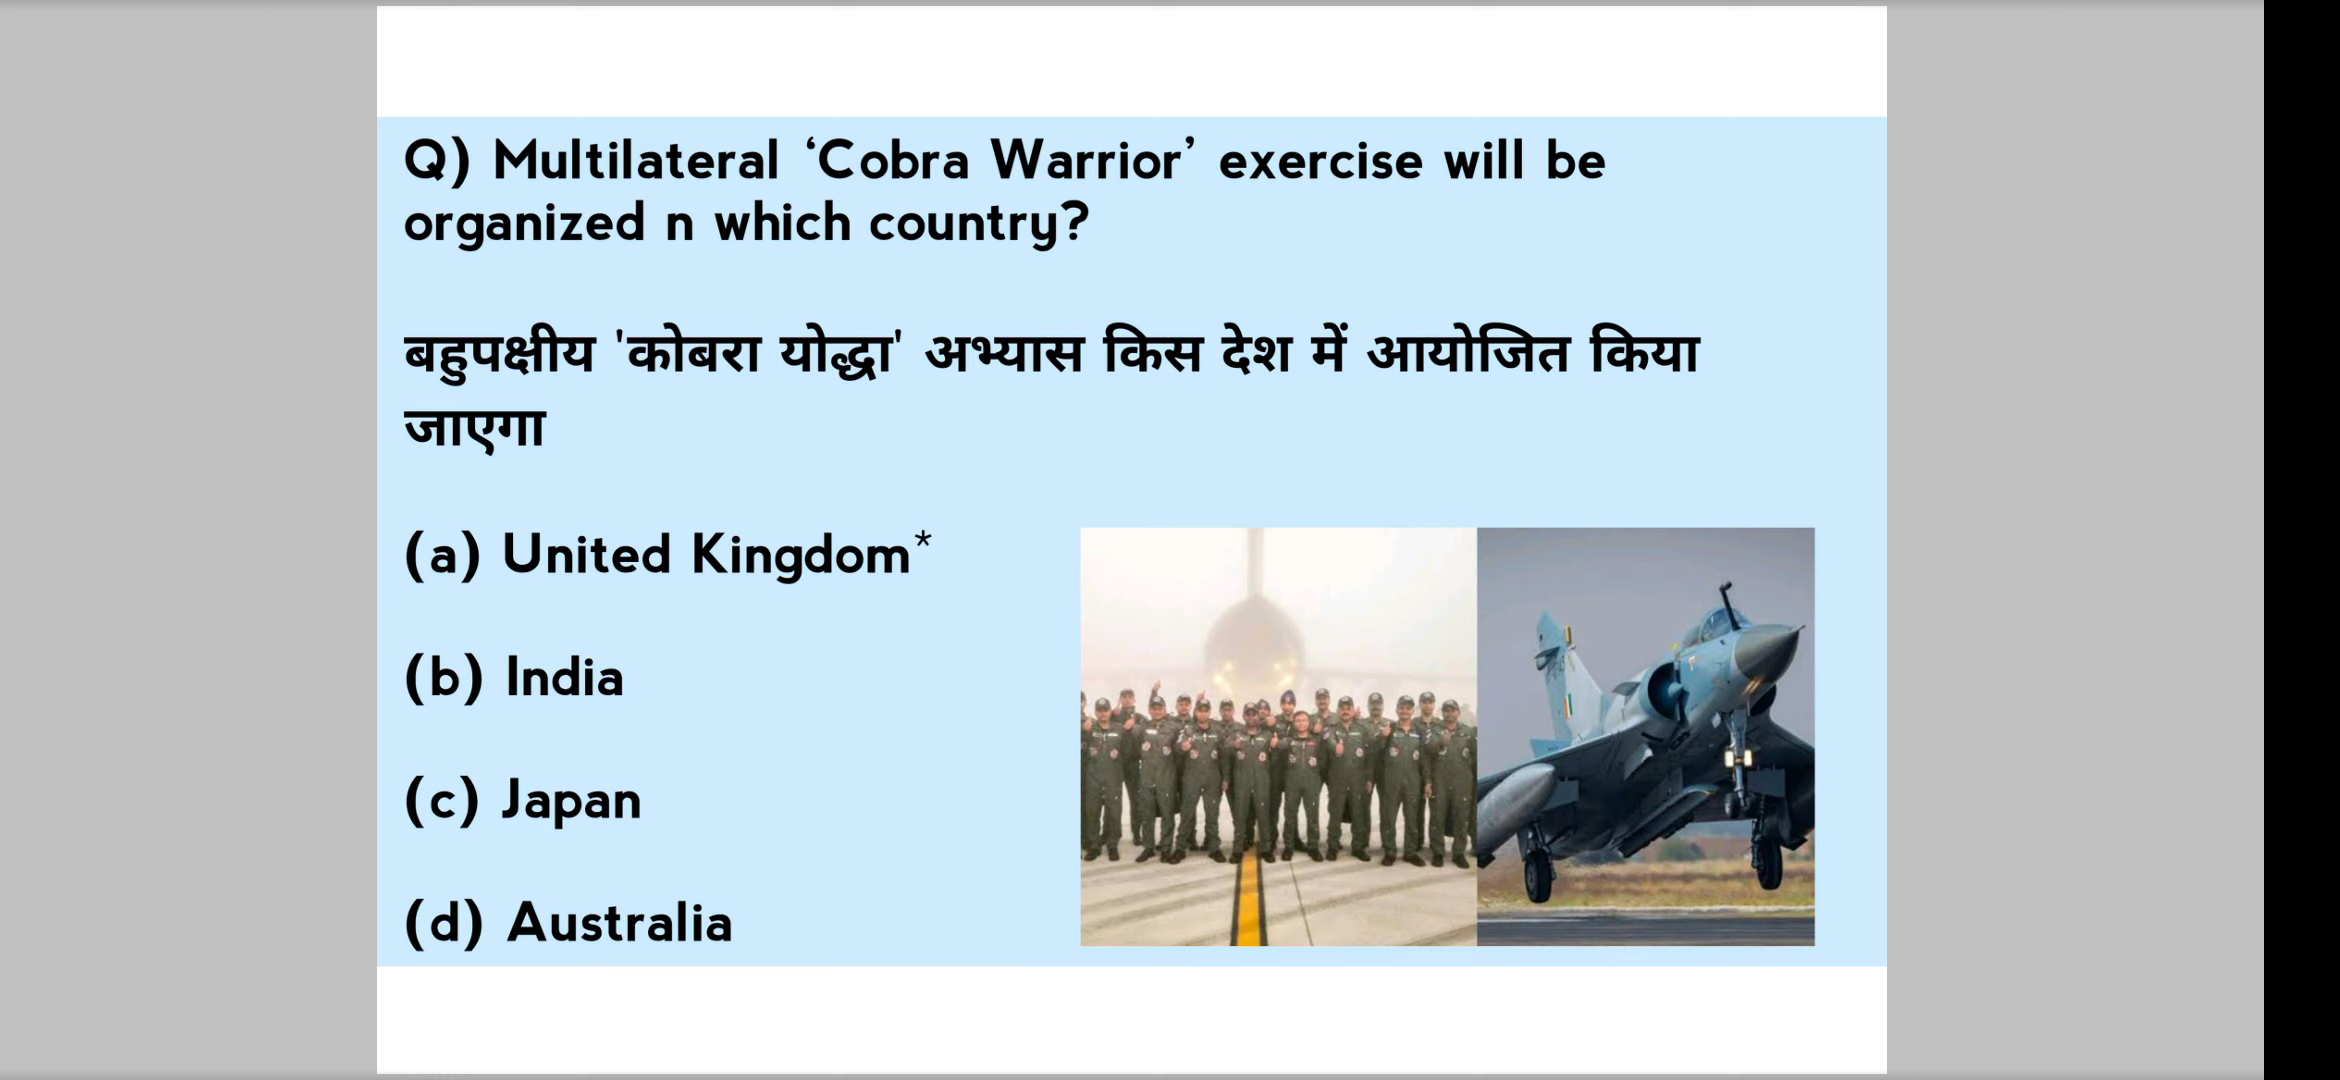 Q) Multilateral ‘Cobra Warrior’ exercise will be
organized n which country?
बहुपक्षीय 'कोबरा योद्धा' अभ्यास किस देश में आयोजित किया
जाएगा
(a) United Kingdom*
(b) India
(c) Japan
(d) Australia